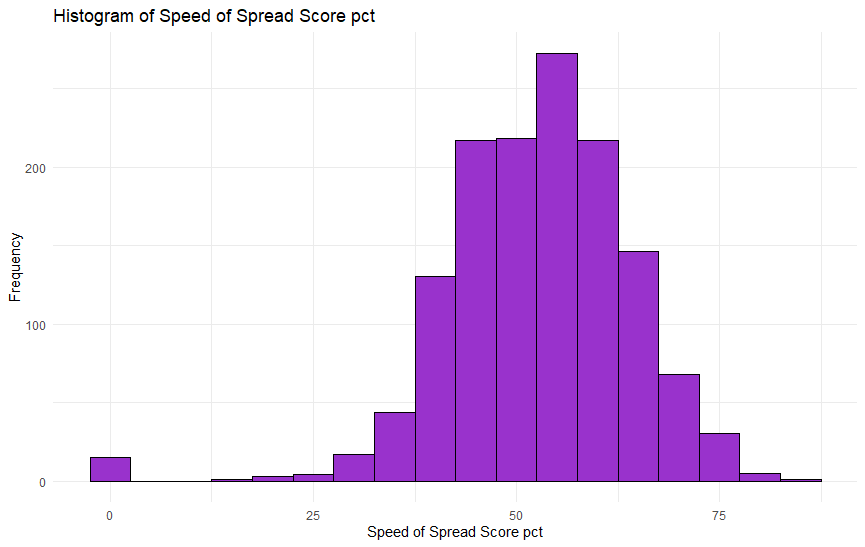 Histogram of Speed of Spread Score pct
Frequency
200
100
0
0 25 50 75
Speed of Spread Score pct